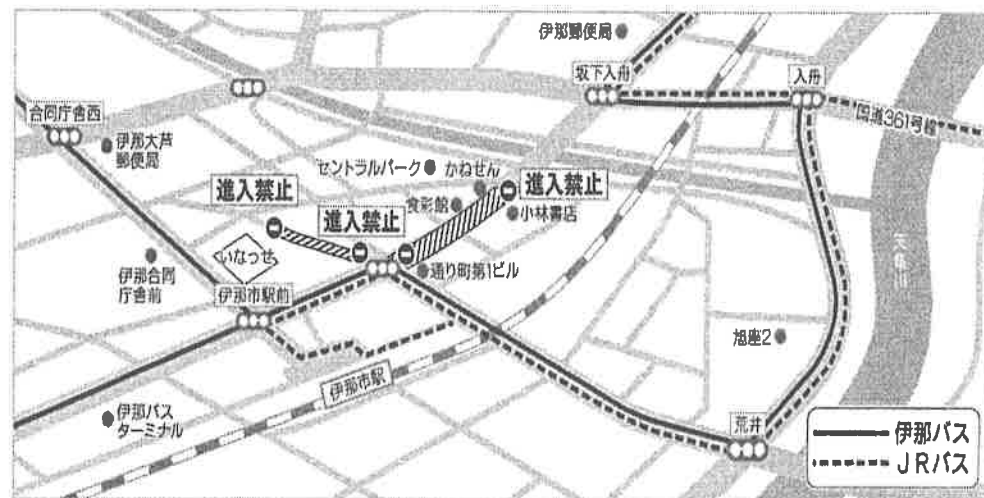 伊那郵便局
坂下入舟
入舟
国道361号線
合同庁舎西
伊那大芦
郵便局
セントラルパーク
かねせん
進入禁止
進入禁止
進入禁止
食彩館
小林書店
いなっせ
伊那合同
庁舎前
通り町第1ビル
伊那市駅前
旭座2
伊那市駅
伊那バス
ターミナル
荒井
天竜川
伊那バス
JRバス